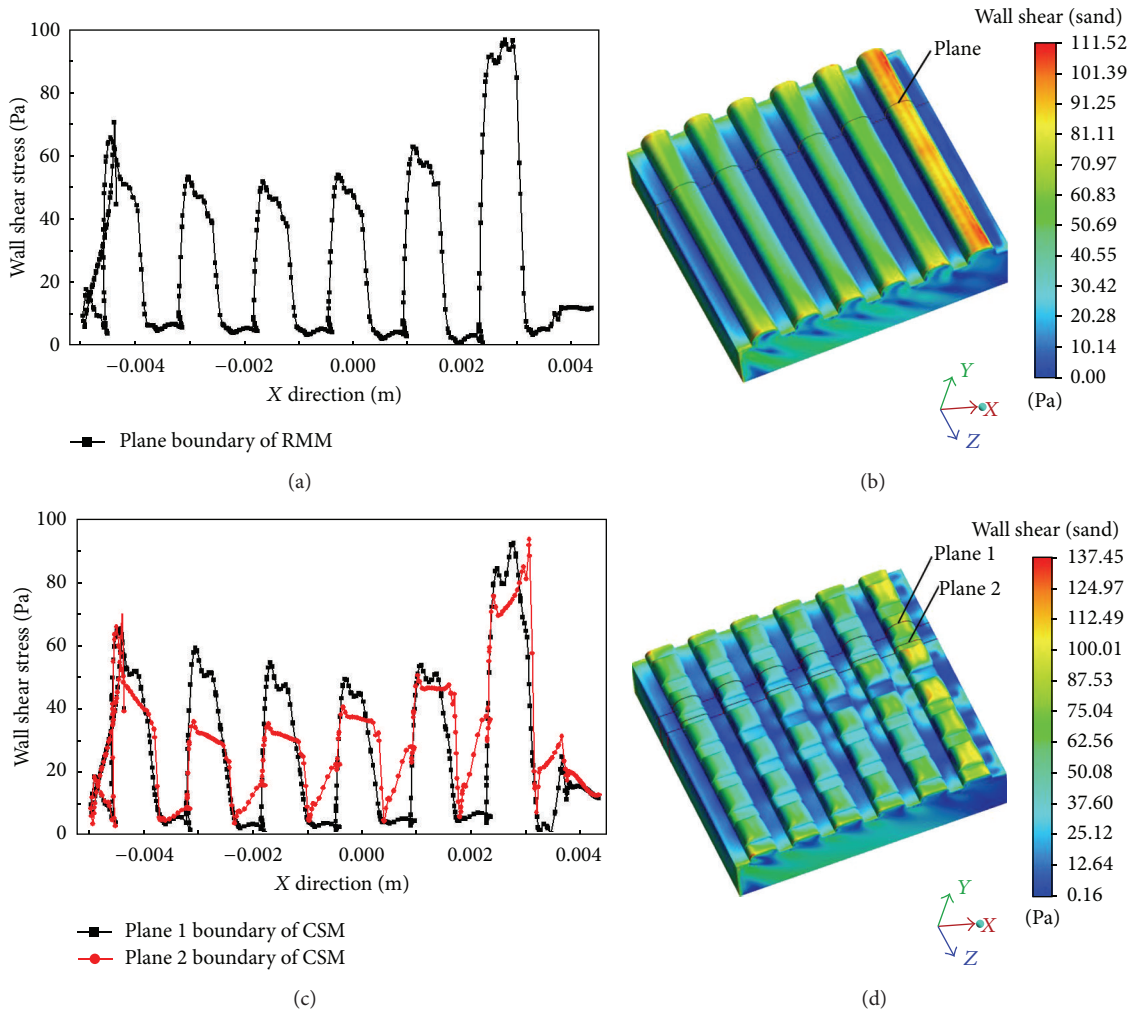 100
80
60
40
20
0
Wall shear stress (Pa)
−0.004
−0.002
0.000
0.002
0.004
X direction (m)
Plane boundary of RMM
(a)
Wall shear (sand)
Plane
111.52
101.39
91.25
81.11
70.97
60.83
50.69
40.55
31.42
20.28
10.14
0.00
(Pa)
Y
X
Z
(b)
100
80
60
40
20
0
Wall shear stress (Pa)
−0.004
−0.002
0.000
0.002
0.004
X direction (m)
Plane 1 boundary of CSM
Plane 2 boundary of CSM
(c)
Wall shear (sand)
Plane 1
Plane 2
137.45
124.97
112.49
100.01
87.53
75.04
62.56
50.08
37.60
25.12
12.64
0.16
(Pa)
Y
X
Z
(d)